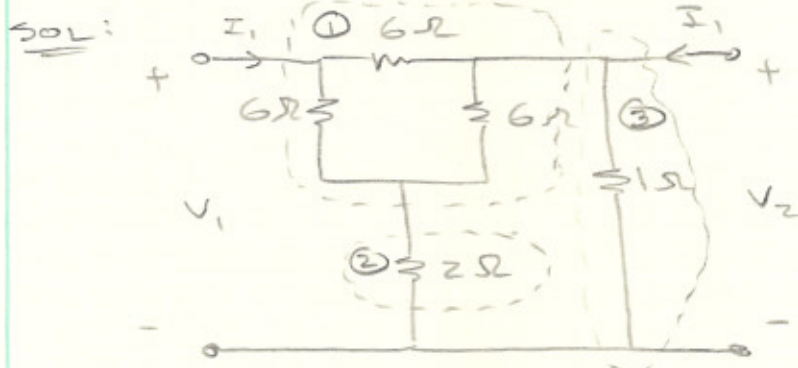 SOL: I₁ ① 6Ω I₁
+ +
6Ω 6Ω ③
1Ω
V₁ V₂
② 2Ω
- -